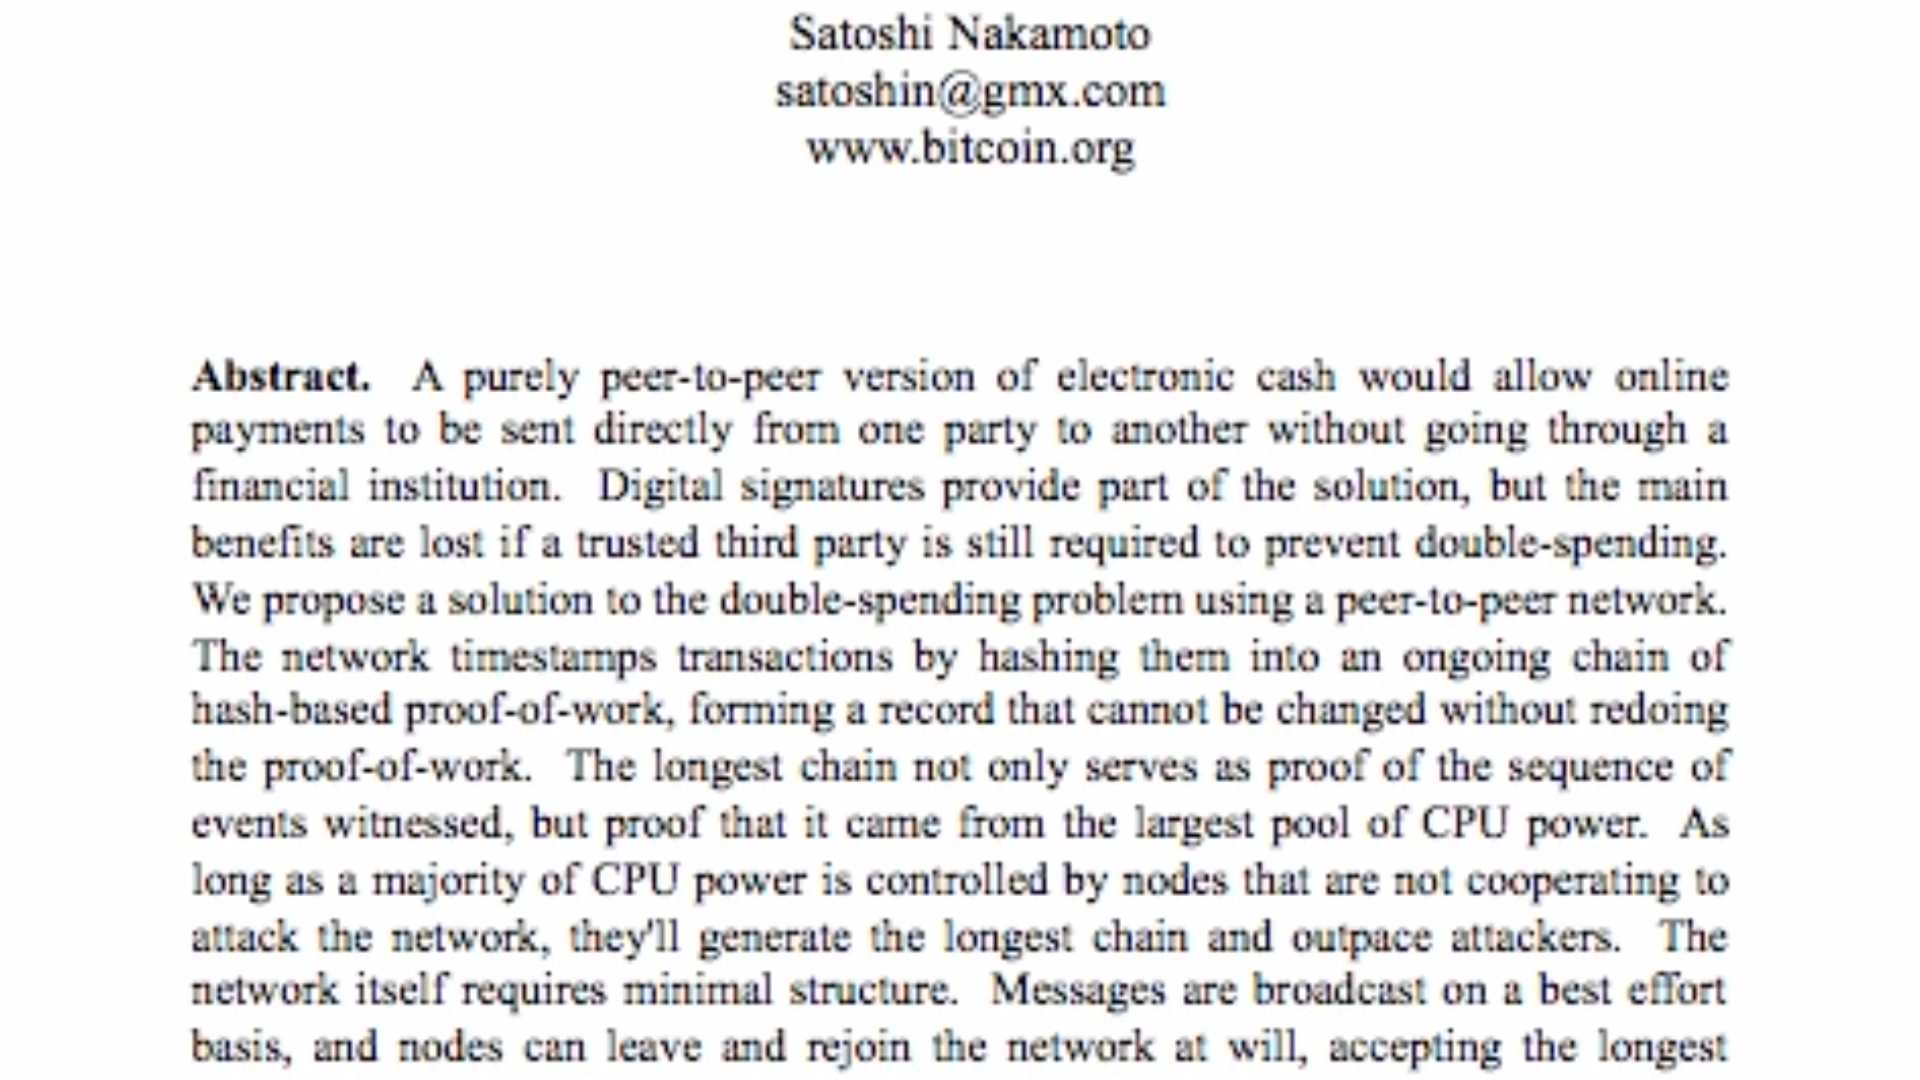 Satoshi Nakamoto
satoshin@gmx.com
www.bitcoin.org
Abstract. A purely peer-to-peer version of electronic cash would allow online
payments to be sent directly from one party to another without going through a
financial institution. Digital signatures provide part of the solution, but the main
benefits are lost if a trusted third party is still required to prevent double-spending.
We propose a solution to the double-spending problem using a peer-to-peer network.
The network timestamps transactions by hashing them into an ongoing chain of
hash-based proof-of-work, forming a record that cannot be changed without redoing
the proof-of-work. The longest chain not only serves as proof of the sequence of
events witnessed, but proof that it came from the largest pool of CPU power. As
long as a majority of CPU power is controlled by nodes that are not cooperating to
attack the network, they'll generate the longest chain and outpace attackers. The
network itself requires minimal structure. Messages are broadcast on a best effort
basis, and nodes can leave and rejoin the network at will, accepting the longest